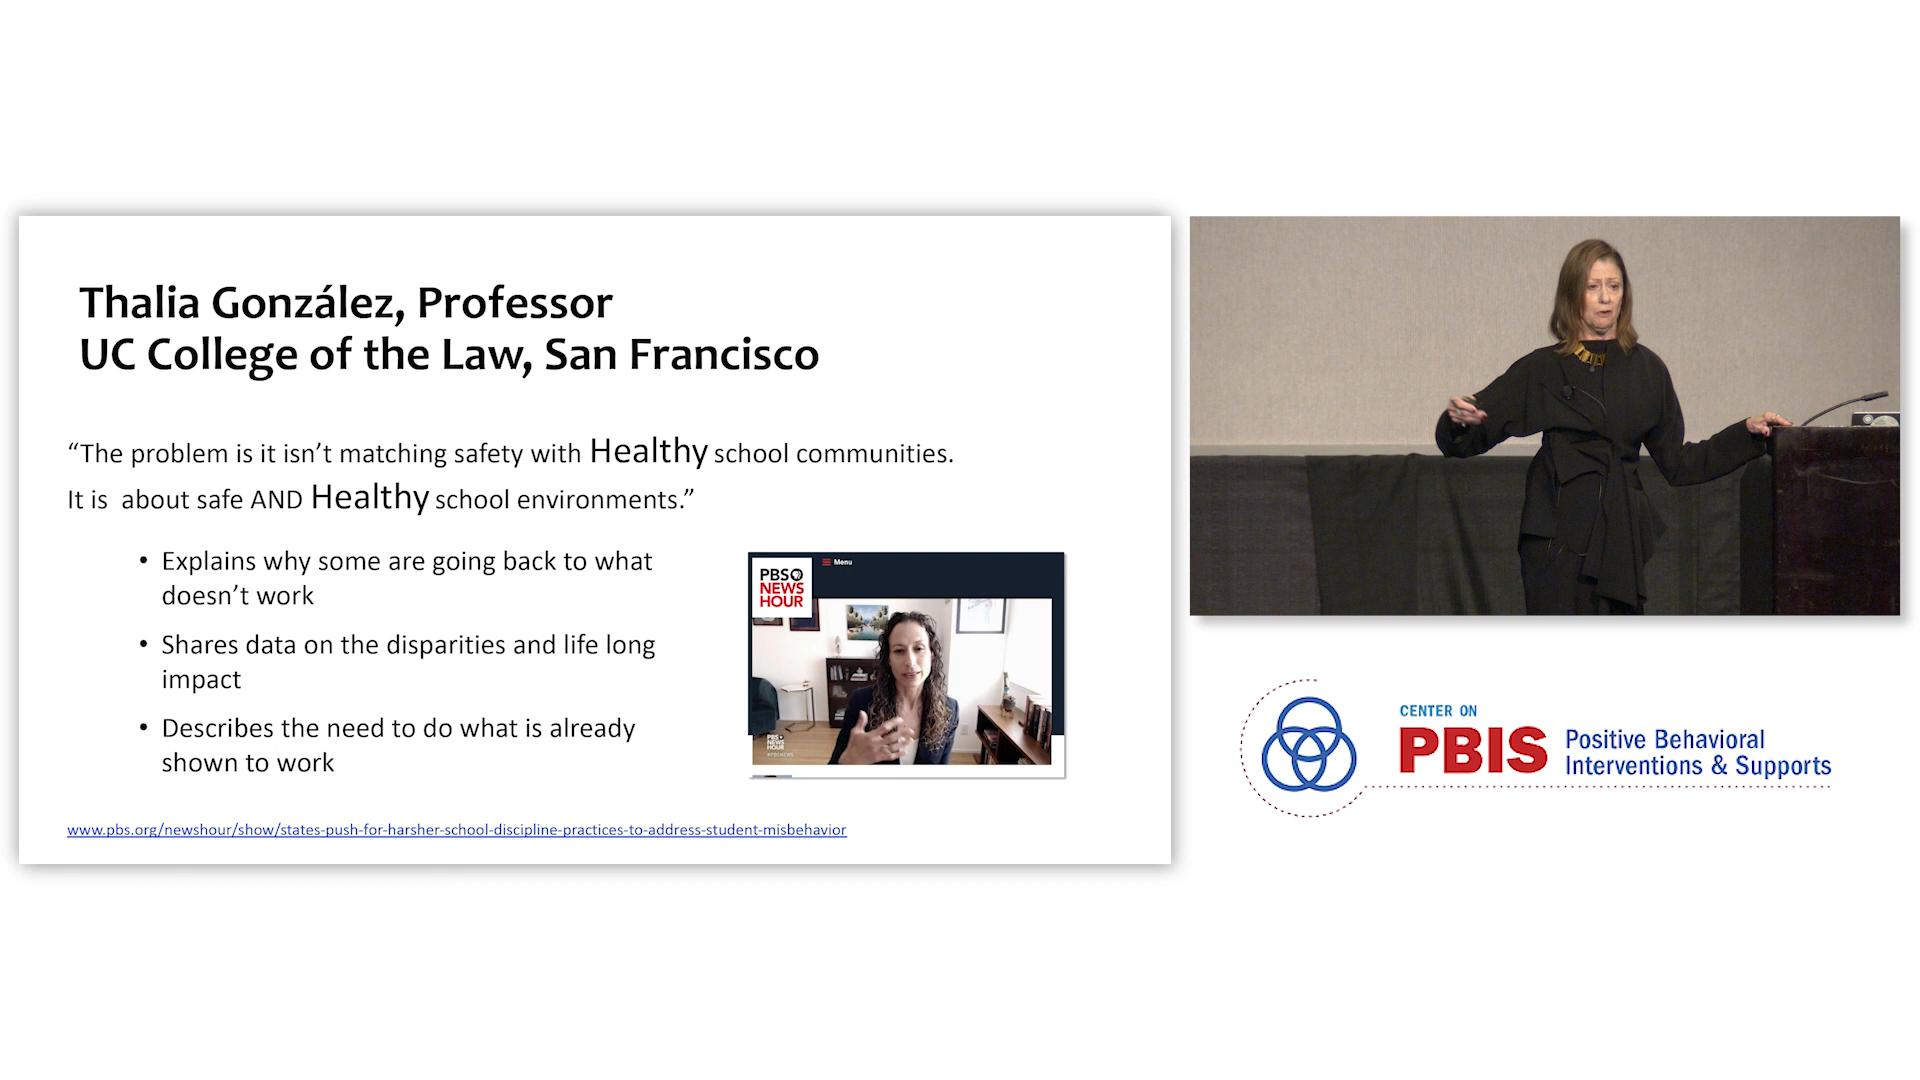 Thalia González, Professor
UC College of the Law, San Francisco
“The problem is it isn’t matching safety with Healthy school communities.
It is  about safe AND Healthy school environments.”
• Explains why some are going back to what
doesn’t work
• Shares data on the disparities and life long
impact
• Describes the need to do what is already
shown to work
PBS
NEWS
HOUR
Menu
PBS
NEWS
HOUR
#PBSNEWS
www.pbs.org/newshour/show/states-push-for-harsher-school-discipline-practices-to-address-student-misbehavior
CENTER ON
PBIS
Positive Behavioral
Interventions & Supports